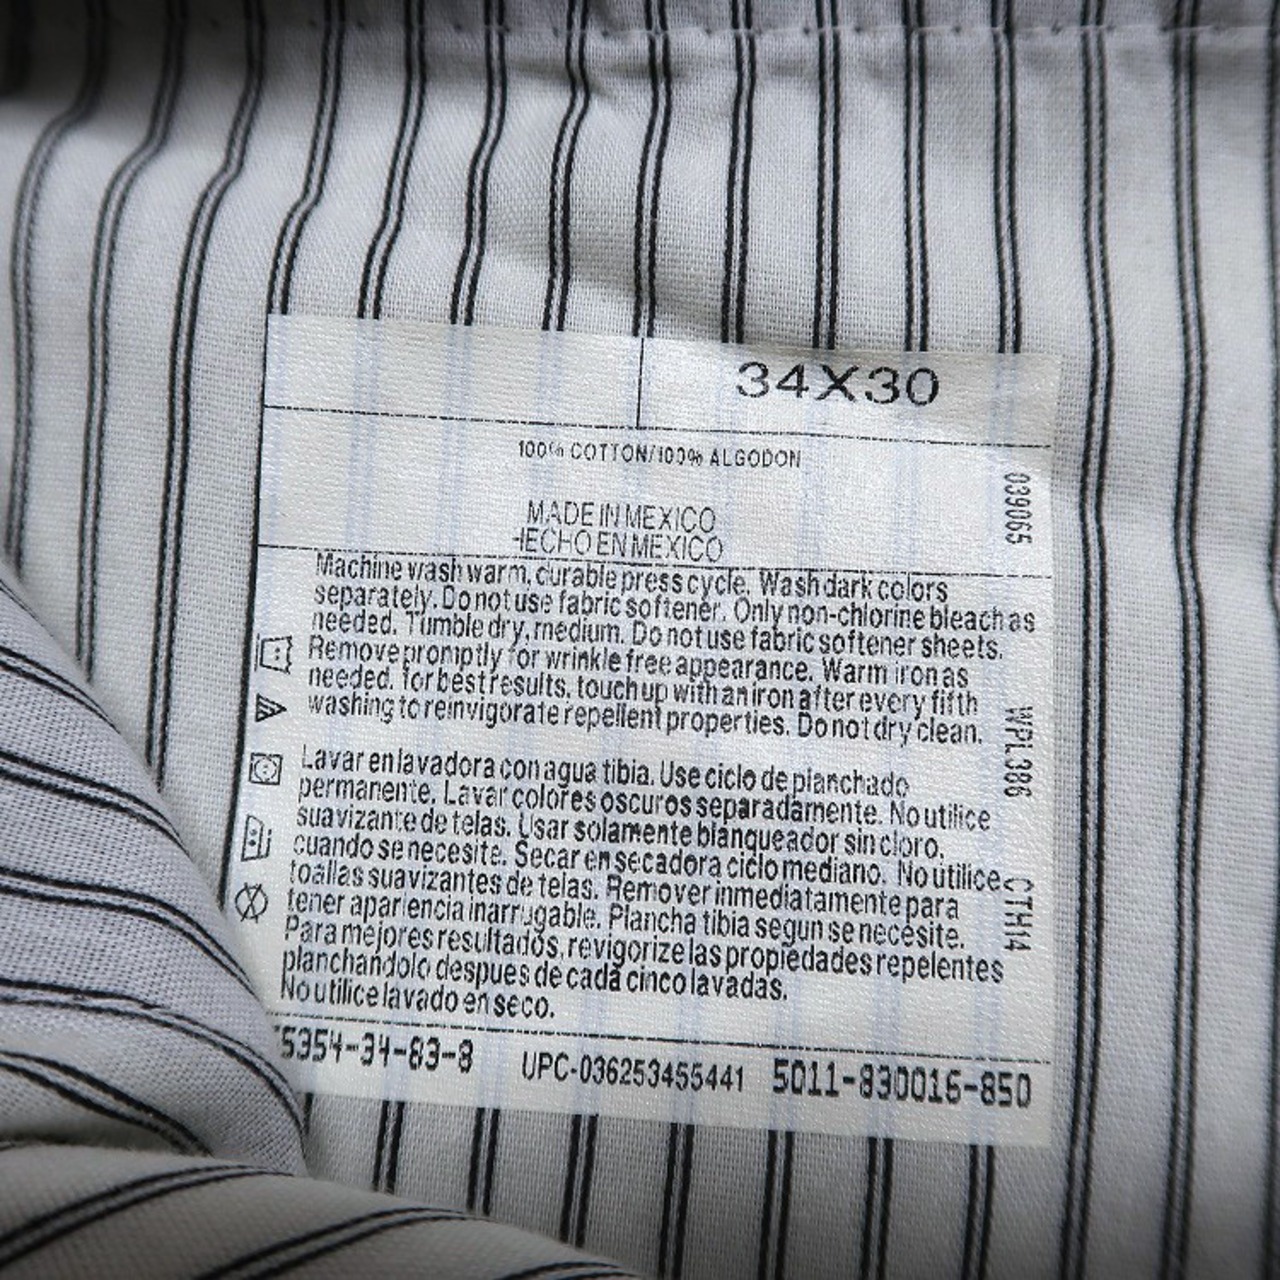 34X30
100% COTTON/100% ALGODON
MADE IN MEXICO
HECHO EN MEXICO
039065
Machine wash warm, durable press cycle. Wash dark colors
separately. Do not use fabric softener. Only non-chlorine bleach as
needed. Tumble dry, medium. Do not use fabric softener sheets.
Remove promptly for wrinkle free appearance. Warm iron as
needed. for best results, touch up with an iron after every fifth
washing to reinvigorate repellent properties. Do not dry clean.
WPL386
Lavar en lavadora con agua tibia. Use ciclo de planchado
permanente. Lavar colores oscuros separadamente. No utilice
suavizante de telas. Usar solamente blanqueador sin cloro,
cuando se necesite. Secar en secadora ciclo mediano. No utilice
toallas suavizantes de telas. Remover inmediatamente para
tener apariencia inarrugable. Plancha tibia segun se necesite.
Para mejores resultados, revigorize las propiedades repelentes
planchandolo despues de cada cinco lavadas.
No utilice lavado en seco.
CTH14
5354-34-83-8 UPC-036253455441 5011-830016-850